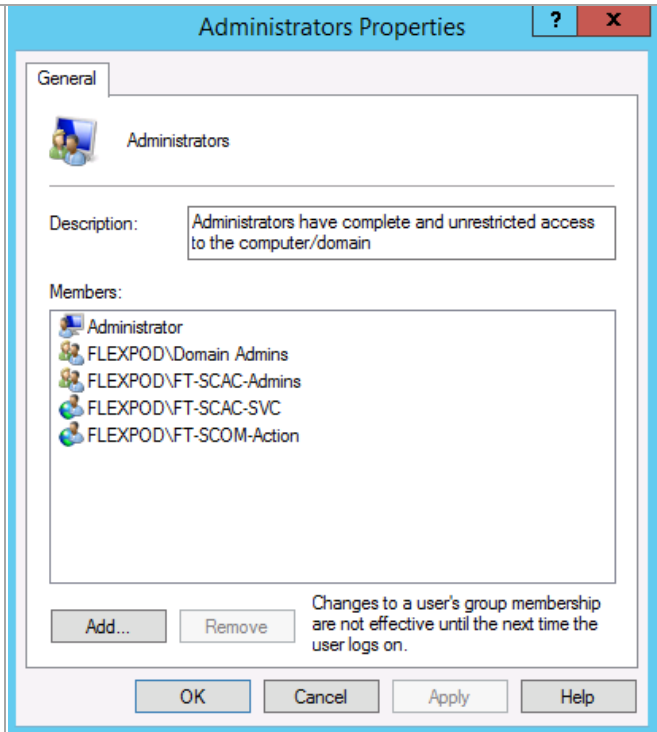 Administrators Properties
?
x
General
Administrators
Description:
Administrators have complete and unrestricted access
to the computer/domain
Members:
Administrator
FLEXPOD\Domain Admins
FLEXPOD\FT-SCAC-Admins
FLEXPOD\FT-SCAC-SVC
FLEXPOD\FT-SCOM-Action
Add...
Remove
Changes to a user's group membership
are not effective until the next time the
user logs on.
OK
Cancel
Apply
Help